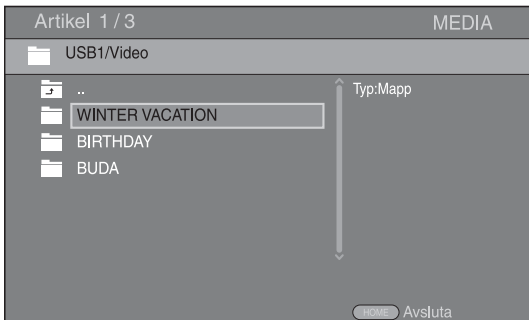 Artikel 1/3 MEDIA
USB1/Video
..
WINTER VACATION
BIRTHDAY
BUDA
Typ:Mapp
HOME Avsluta